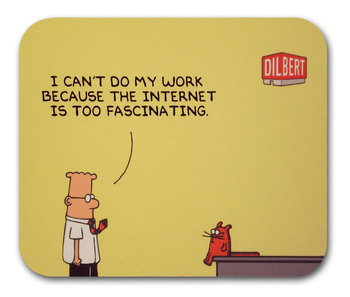 I CAN'T DO MY WORK
BECAUSE THE INTERNET
IS TOO FASCINATING.
DILBERT